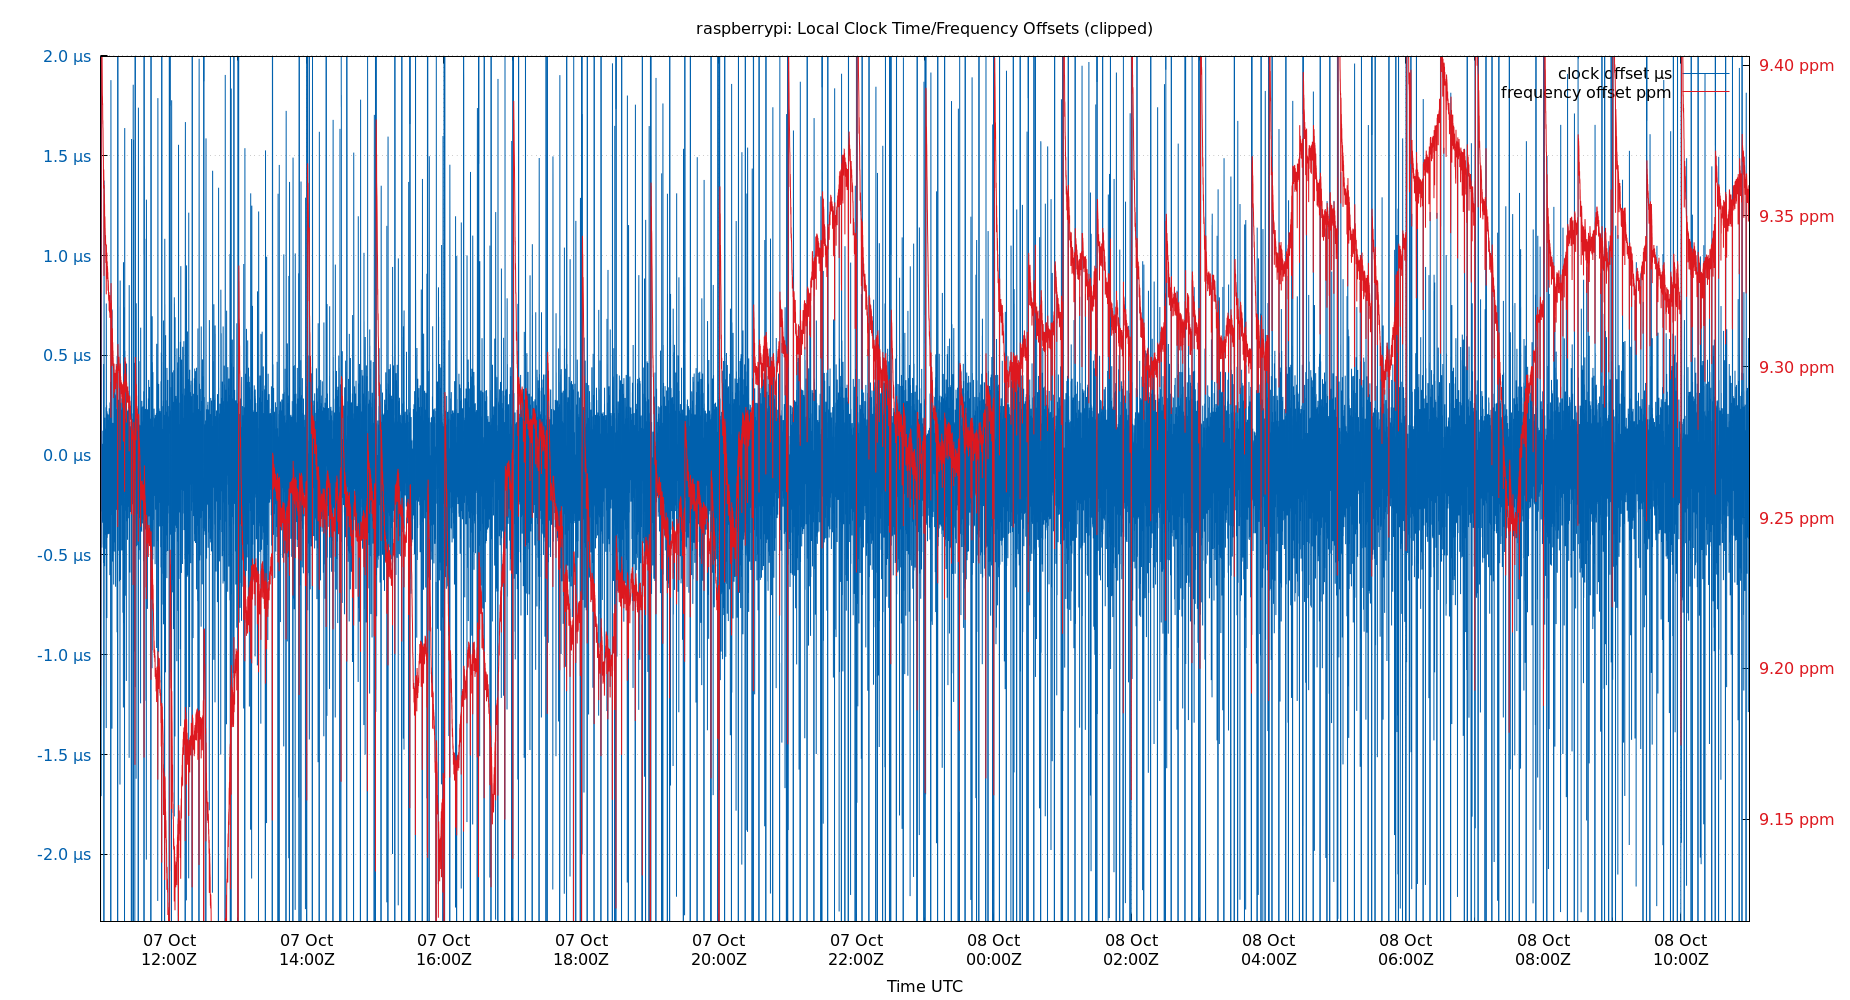 raspberrypi: Local Clock Time/Frequency Offsets (clipped)
2.0 µs
1.5 µs
1.0 µs
0.5 µs
0.0 µs
-0.5 µs
-1.0 µs
-1.5 µs
-2.0 µs
clock offset µs
frequency offset ppm
9.40 ppm
9.35 ppm
9.30 ppm
9.25 ppm
9.20 ppm
9.15 ppm
07 Oct 07 Oct 07 Oct 07 Oct 07 Oct 07 Oct 08 Oct 08 Oct 08 Oct 08 Oct 08 Oct 08 Oct
12:00Z 14:00Z 16:00Z 18:00Z 20:00Z 22:00Z 00:00Z 02:00Z 04:00Z 06:00Z 08:00Z 10:00Z
Time UTC